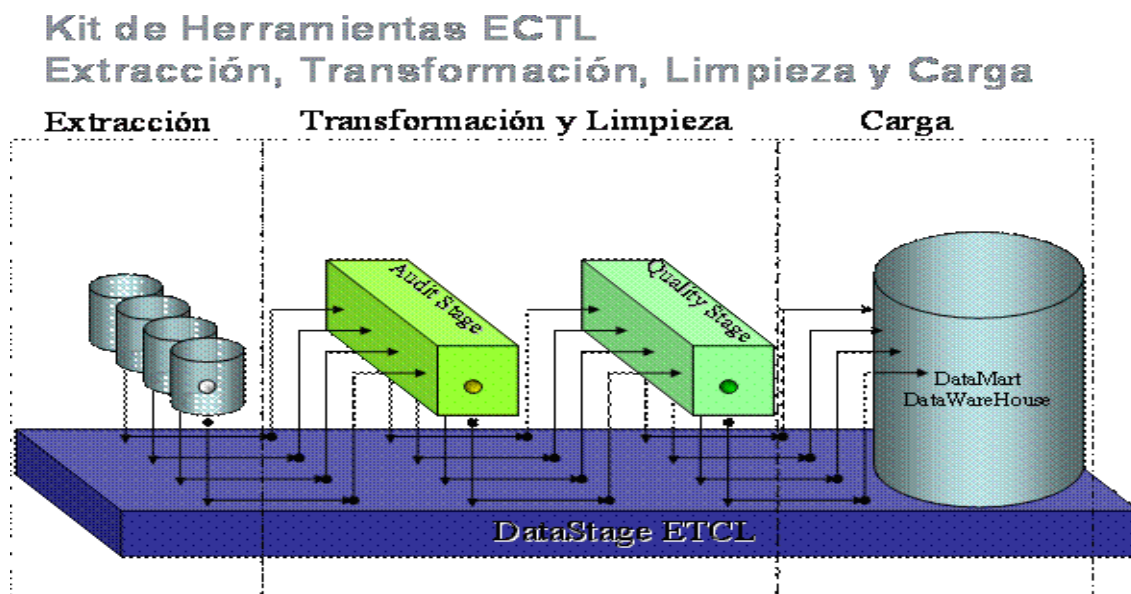 Kit de Herramientas ECTL
Extracción, Transformación, Limpieza y Carga
Extracción
Transformación y Limpieza
Carga
Audit Stage
Quality Stage
DataMart
DataWareHouse
DataStage ETCL